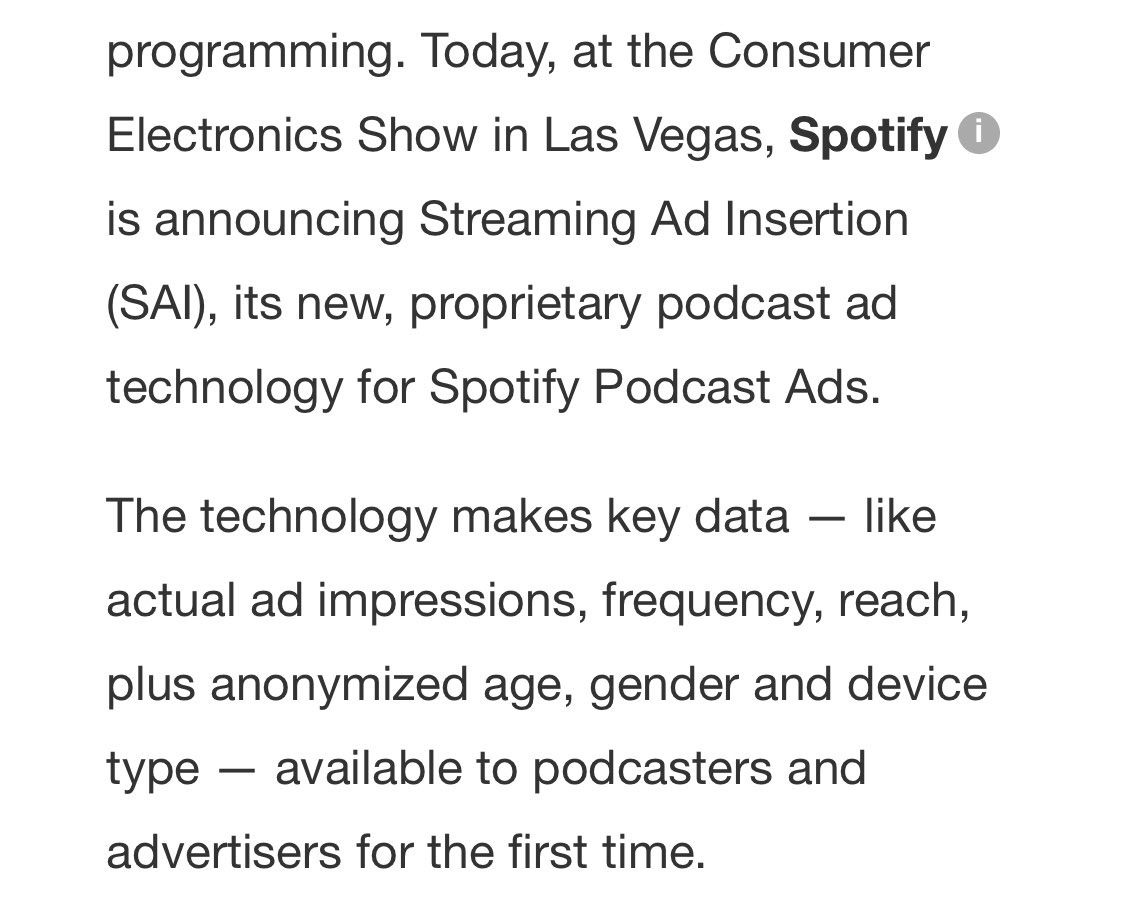 programming. Today, at the Consumer
Electronics Show in Las Vegas, Spotify i
is announcing Streaming Ad Insertion
(SAI), its new, proprietary podcast ad
technology for Spotify Podcast Ads.
The technology makes key data — like
actual ad impressions, frequency, reach,
plus anonymized age, gender and device
type — available to podcasters and
advertisers for the first time.